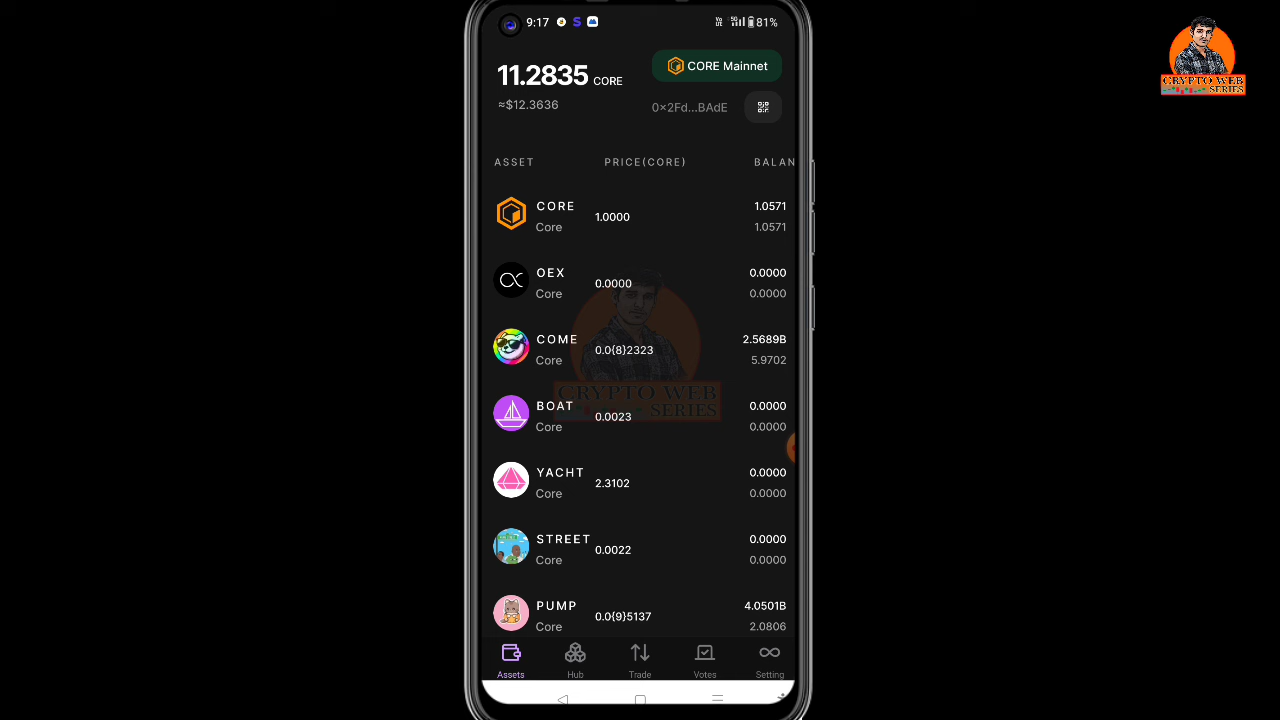 9:17
81%
11.2835 CORE
CORE Mainnet
≈$12.3636
0×2Fd...BAdE
ASSET PRICE(CORE) BALAN
CORE 1.0000 1.0571
Core 1.0571
OEX 0.0000 0.0000
Core 0.0000
COME 0.0{8}2323 2.5689B
Core 5.9702
BOAT 0.0023 0.0000
Core 0.0000
YACHT 2.3102 0.0000
Core 0.0000
STREET 0.0022 0.0000
Core 0.0000
PUMP 0.0{9}5137 4.0501B
Core 2.0806
Assets Hub Trade Votes Setting
CRYPTO WEB
SERIES
CRYPTO WEB
SERIES